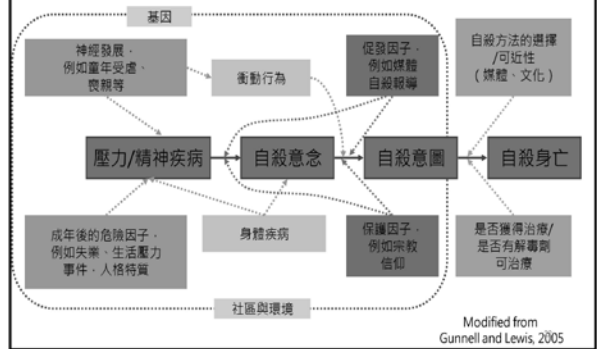 基因
神經發展，
例如童年受虐、
喪親等
衝動行為
促發因子，
例如媒體
自殺報導
自殺方法的選擇
/可近性
（媒體、文化）
壓力/精神疾病
自殺意念
自殺意圖
自殺身亡
成年後的危險因子，
例如失業、生活壓力
事件，人格特質
身體疾病
保護因子，
例如宗教
信仰
是否獲得治療/
是否有解毒劑
可治療
社區與環境
Modified from
Gunnell and Lewis, 2005